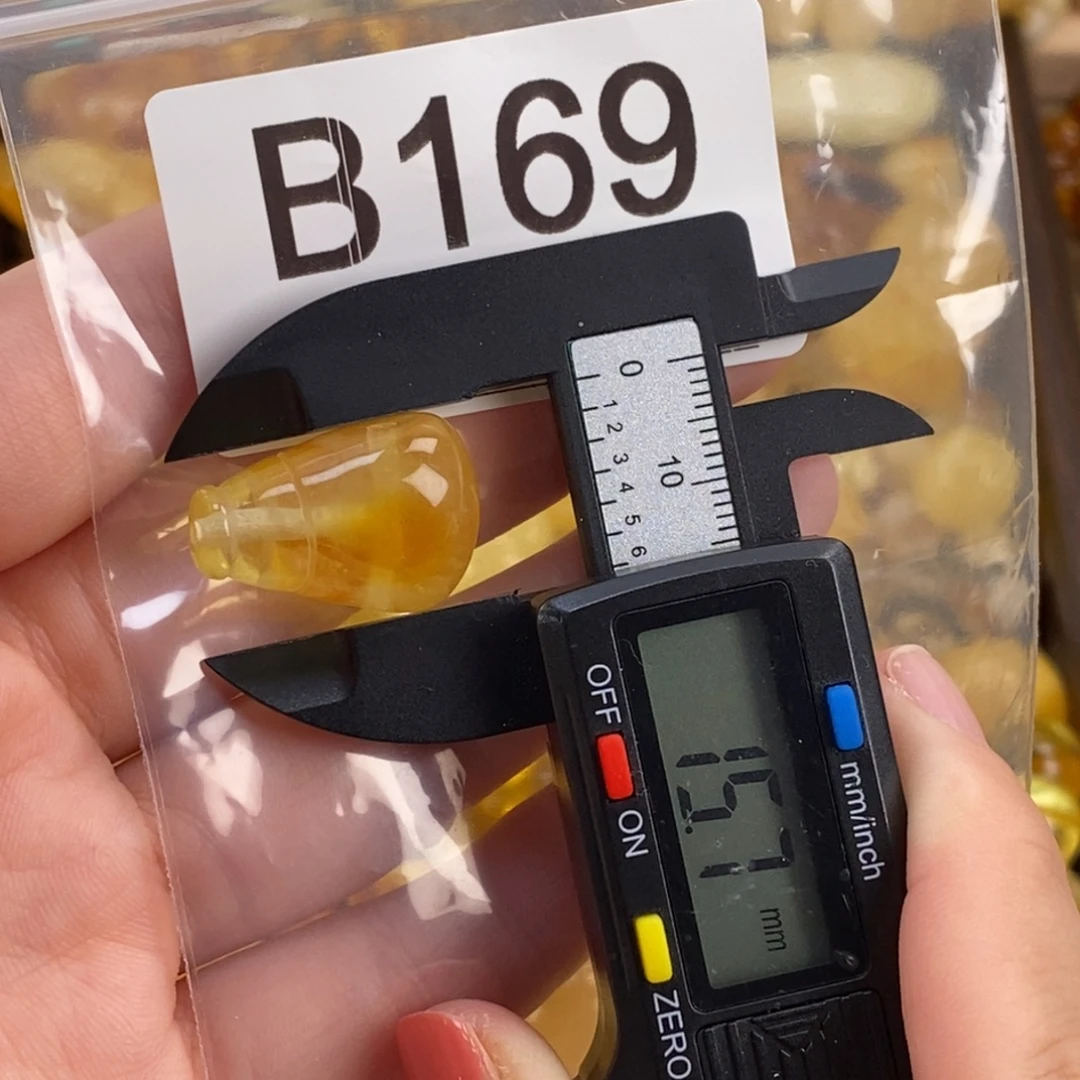 B169
0
1 2 3 4 5 6
10
OFF ON
ZERO
15.7 mm
mm/inch